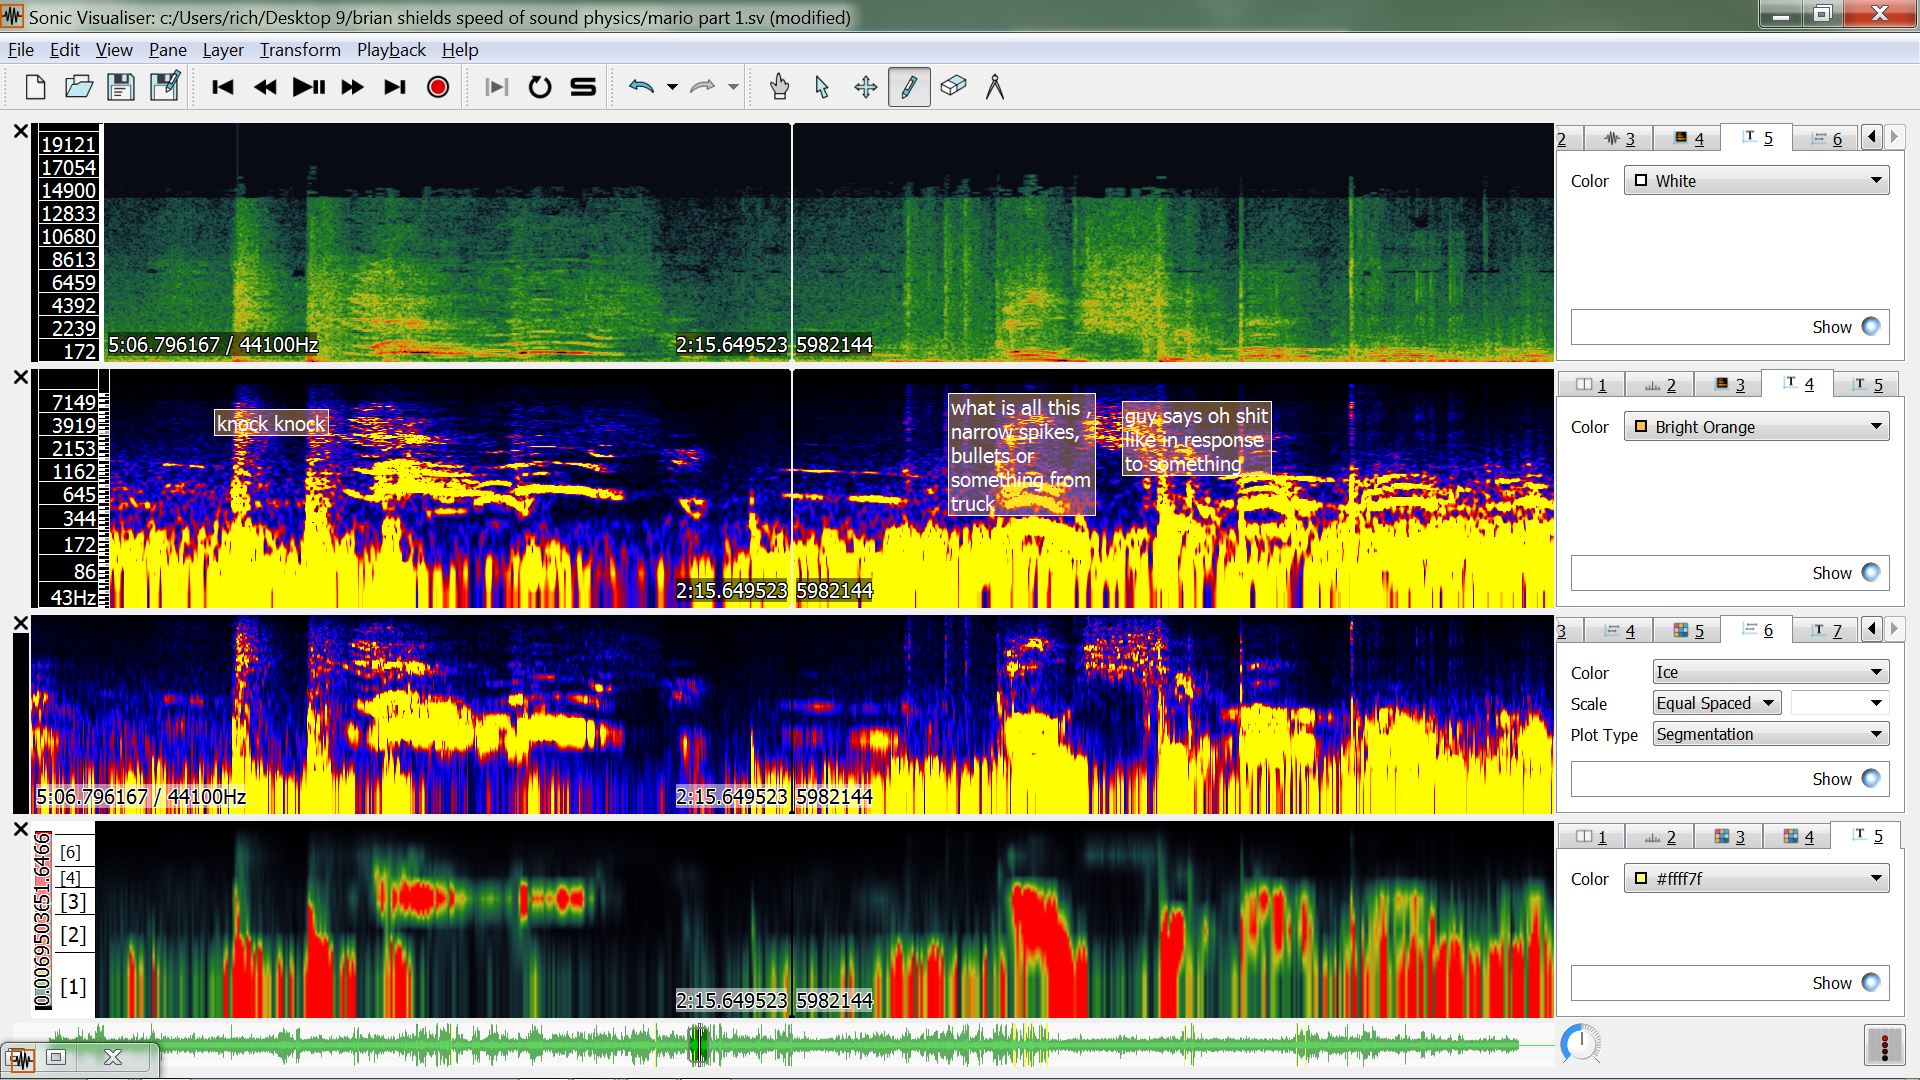 Sonic Visualiser: c:/Users/rich/Desktop 9/brian shields speed of sound physics/mario part 1.sv (modified)
File Edit View Pane Layer Transform Playback Help
19121
17054
14900
12833
10680
8613
6459
4392
2239
172
5:06.796167 / 44100Hz
2:15.649523 5982144
2 3 4 T 5 6
Color White
Show
7149
3919
2153
1162
645
344
172
86
43Hz
knock knock
what is all this ,
narrow spikes,
bullets or
something from
truck
guy says oh shit
like in response
to something
2:15.649523 5982144
1 2 3 T 4 T 5
Color Bright Orange
Show
5:06.796167 / 44100Hz
2:15.649523 5982144
3 4 5 6 T 7
Color Ice
Scale Equal Spaced
Plot Type Segmentation
Show
[6]
[4]
[3]
[2]
[1]
2:15.649523 5982144
1 2 3 4 T 5
Color #ffff7f
Show